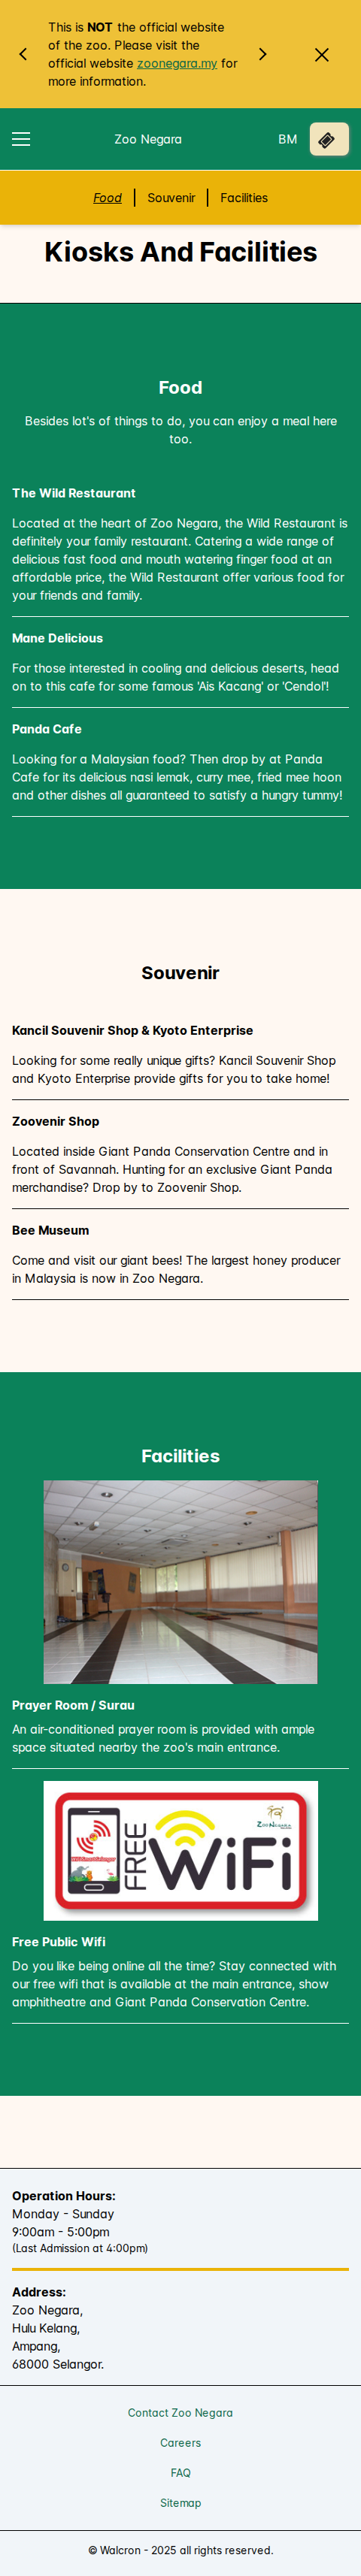 This is NOT the official website
of the zoo. Please visit the
official website zoonegara.my for
more information.
Zoo Negara
BM
Food
Souvenir
Facilities
Kiosks And Facilities
Food
Besides lot's of things to do, you can enjoy a meal here
too.
The Wild Restaurant
Located at the heart of Zoo Negara, the Wild Restaurant is
definitely your family restaurant. Catering a wide range of
delicious fast food and mouth watering finger food at an
affordable price, the Wild Restaurant offer various food for
your friends and family.
Mane Delicious
For those interested in cooling and delicious deserts, head
on to this cafe for some famous 'Ais Kacang' or 'Cendol'!
Panda Cafe
Looking for a Malaysian food? Then drop by at Panda
Cafe for its delicious nasi lemak, curry mee, fried mee hoon
and other dishes all guaranteed to satisfy a hungry tummy!
Souvenir
Kancil Souvenir Shop & Kyoto Enterprise
Looking for some really unique gifts? Kancil Souvenir Shop
and Kyoto Enterprise provide gifts for you to take home!
Zoovenir Shop
Located inside Giant Panda Conservation Centre and in
front of Savannah. Hunting for an exclusive Giant Panda
merchandise? Drop by to Zoovenir Shop.
Bee Museum
Come and visit our giant bees! The largest honey producer
in Malaysia is now in Zoo Negara.
Facilities
Prayer Room / Surau
An air-conditioned prayer room is provided with ample
space situated nearby the zoo's main entrance.
FREE
WiFi
ZOO NEGARA
Free Public Wifi
Do you like being online all the time? Stay connected with
our free wifi that is available at the main entrance, show
amphitheatre and Giant Panda Conservation Centre.
Operation Hours:
Monday - Sunday
9:00am - 5:00pm
(Last Admission at 4:00pm)
Address:
Zoo Negara,
Hulu Kelang,
Ampang,
68000 Selangor.
Contact Zoo Negara
Careers
FAQ
Sitemap
© Walcron - 2025 all rights reserved.